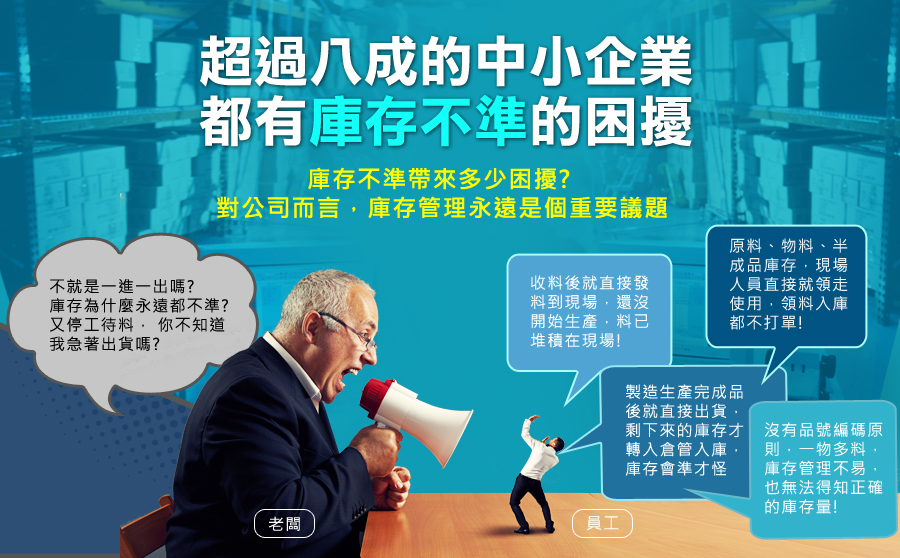 超過八成的中小企業
都有庫存不準的困擾
庫存不準帶來多少困擾?
對公司而言，庫存管理永遠是個重要議題
不就是一進一出嗎?
庫存為什麼永遠都不準?
又停工待料， 你不知道
我急著出貨嗎?
收料後就直接發
料到現場，還沒
開始生產，料已
堆積在現場!
原料、物料、半
成品庫存，現場
人員直接就領走
使用，領料入庫
都不打單!
製造生產完成品
後就直接出貨，
剩下來的庫存才
轉入倉管入庫，
庫存會準才怪
沒有品號編碼原
則，一物多料，
庫存管理不易，
也無法得知正確
的庫存量!
老闆
員工